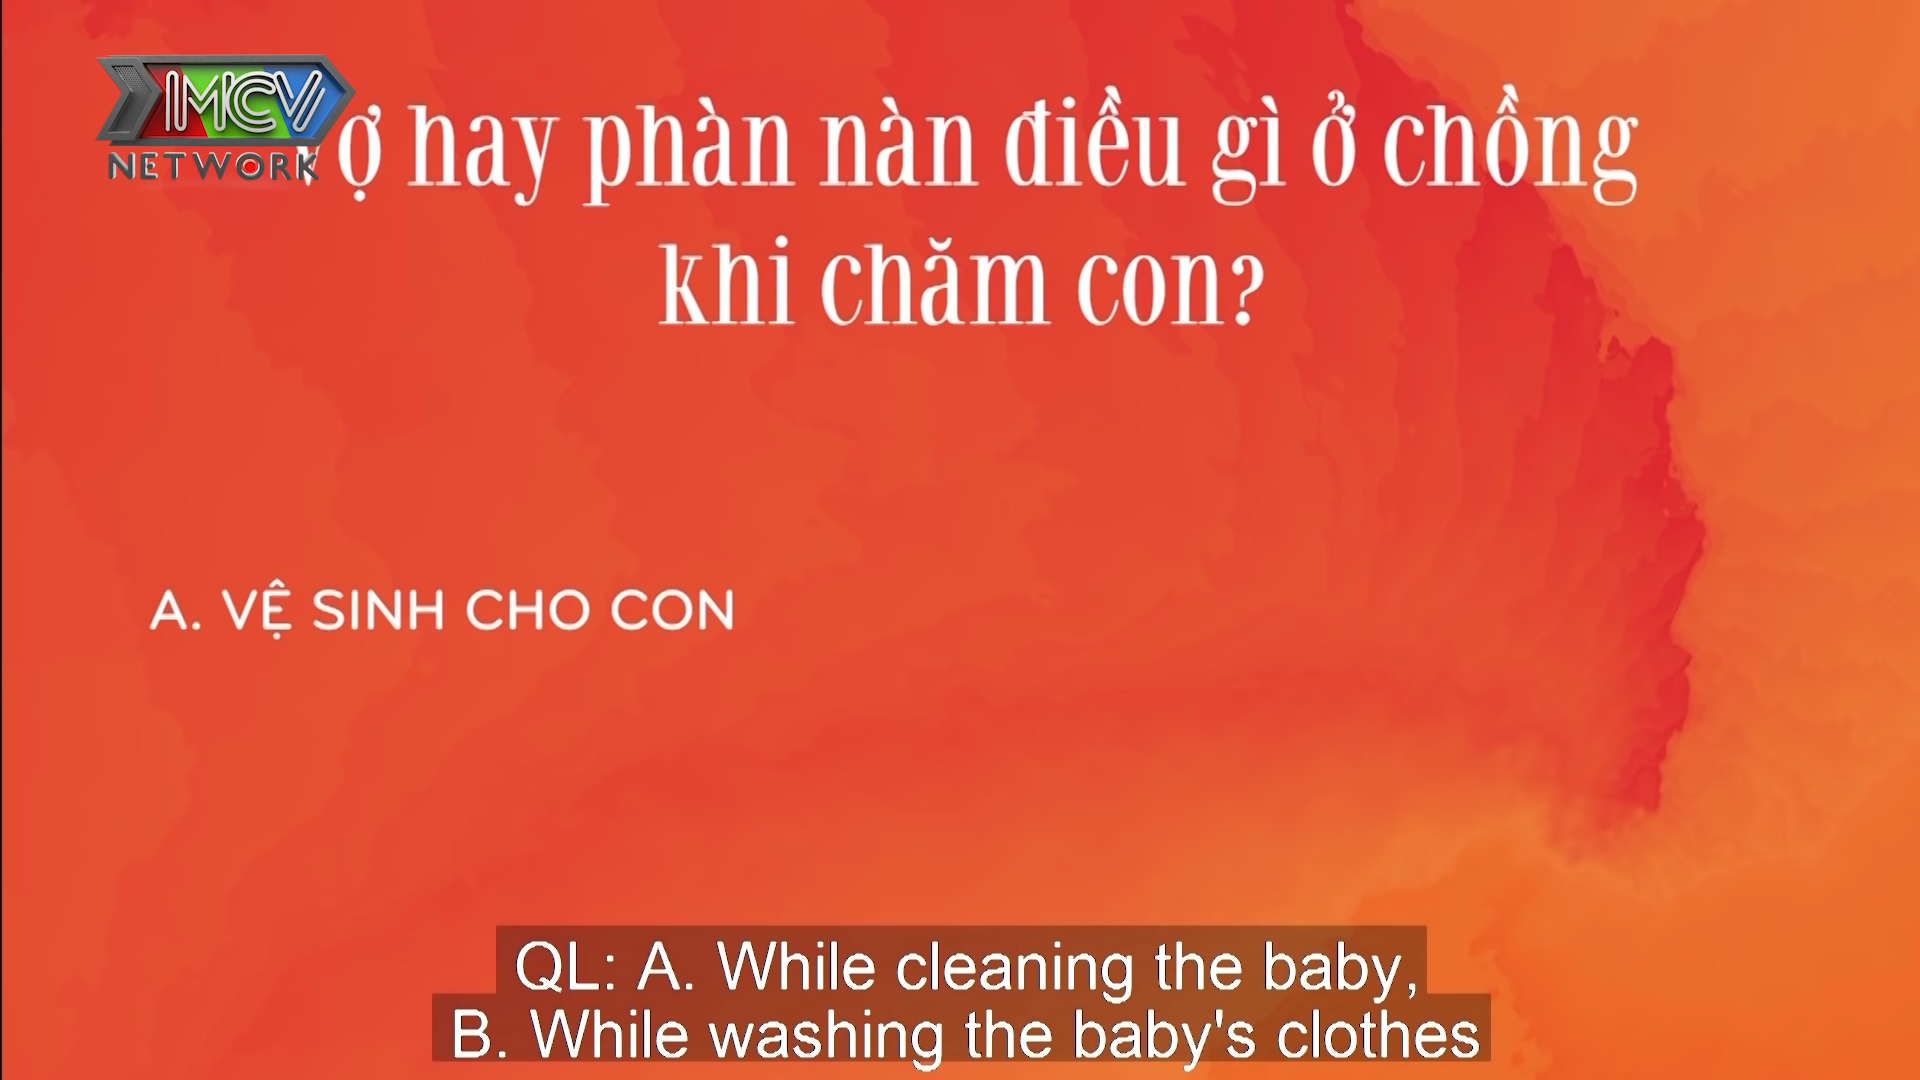 MCV
NETWORK
Vợ hay phàn nàn điều gì ở chồng
khi chăm con?
A. VỆ SINH CHO CON
QL: A. While cleaning the baby,
B. While washing the baby's clothes